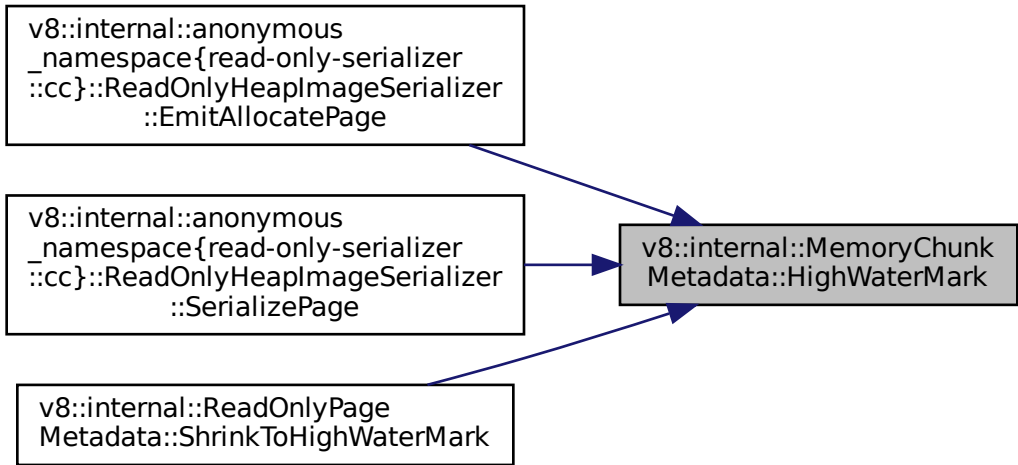 v8::internal::anonymous
_namespace{read-only-serializer
::cc}::ReadOnlyHeapImageSerializer
::EmitAllocatePage
v8::internal::anonymous
_namespace{read-only-serializer
::cc}::ReadOnlyHeapImageSerializer
::SerializePage
v8::internal::MemoryChunk
Metadata::HighWaterMark
v8::internal::ReadOnlyPage
Metadata::ShrinkToHighWaterMark